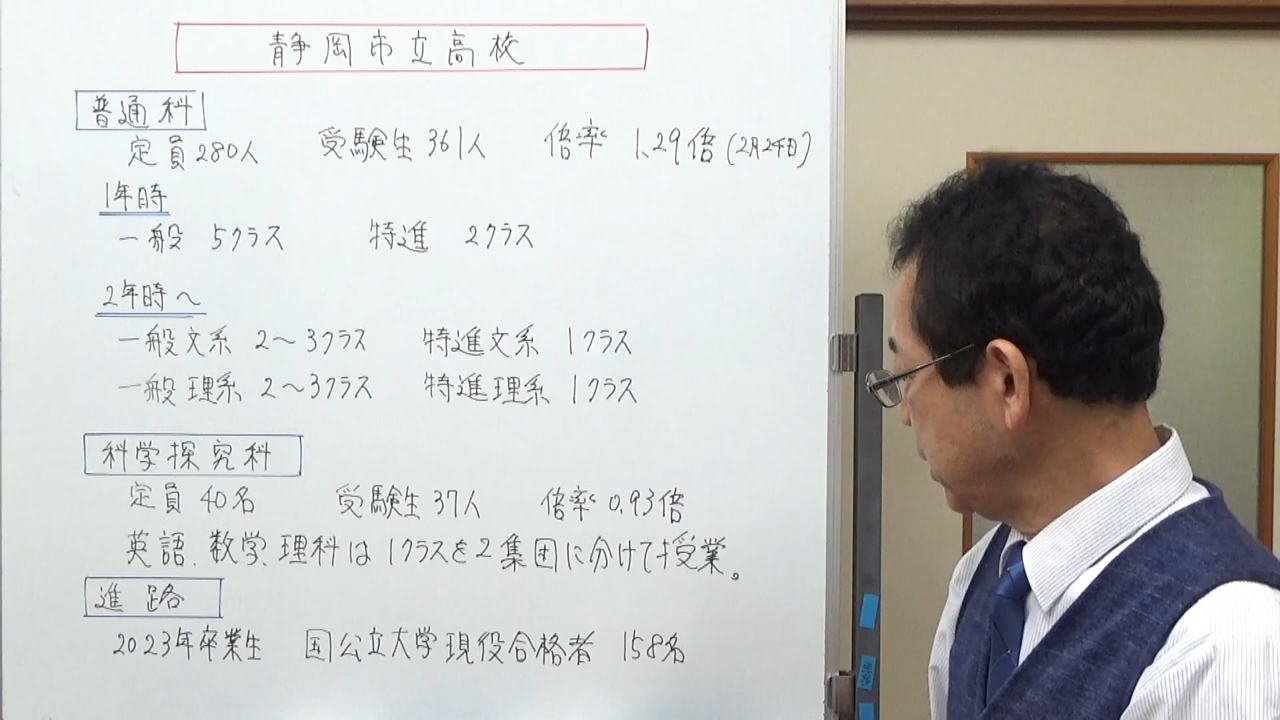 静岡市立高校
普通科
定員280人 受験生361人 倍率 1.29倍(2月24日)
1年時
一般 5クラス 特進 2クラス
2年時〜
一般文系 2〜3クラス 特進文系 1クラス
一般理系 2〜3クラス 特進理系 1クラス
科学探究科
定員 40名 受験生 37人 倍率 0.93倍
英語、数学、理科は1クラスを2集団に分けて授業。
進路
2023年卒業生 国公立大学現役合格者 158名